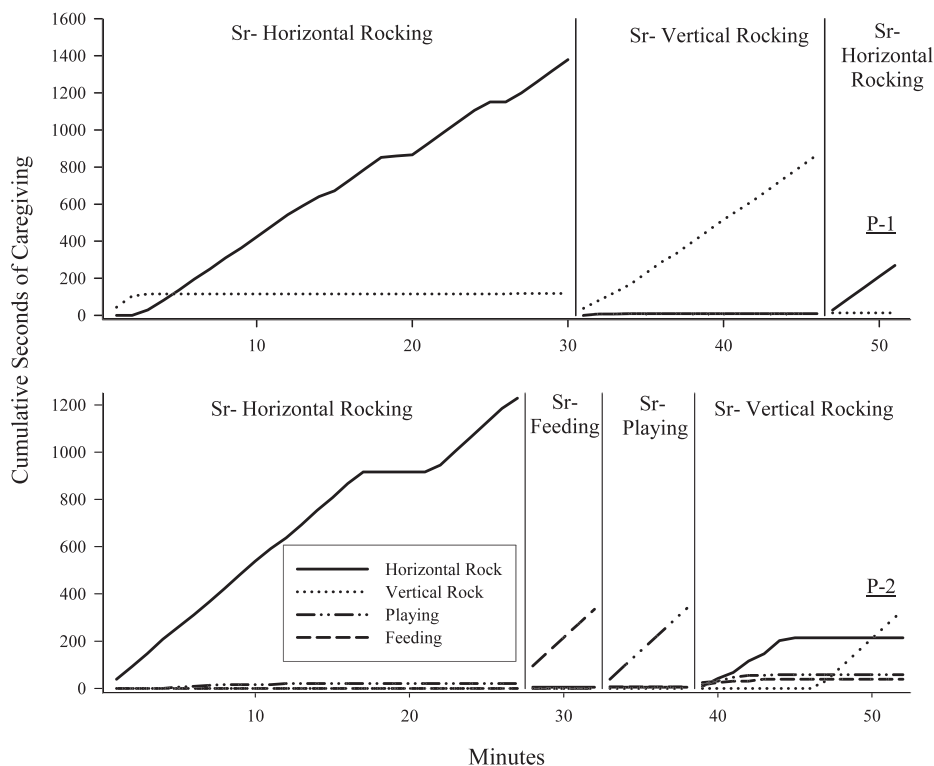 Cumulative Seconds of Caregiving
1600
1400
1200
1000
800
600
400
200
0
Sr- Horizontal Rocking
Sr- Vertical Rocking
Sr-
Horizontal
Rocking
P-1
10
20
30
40
50
1200
1000
800
600
400
200
0
Sr- Horizontal Rocking
Sr-
Feeding
Sr-
Playing
Sr- Vertical Rocking
Horizontal Rock
Vertical Rock
Playing
Feeding
P-2
10
20
30
40
50
Minutes